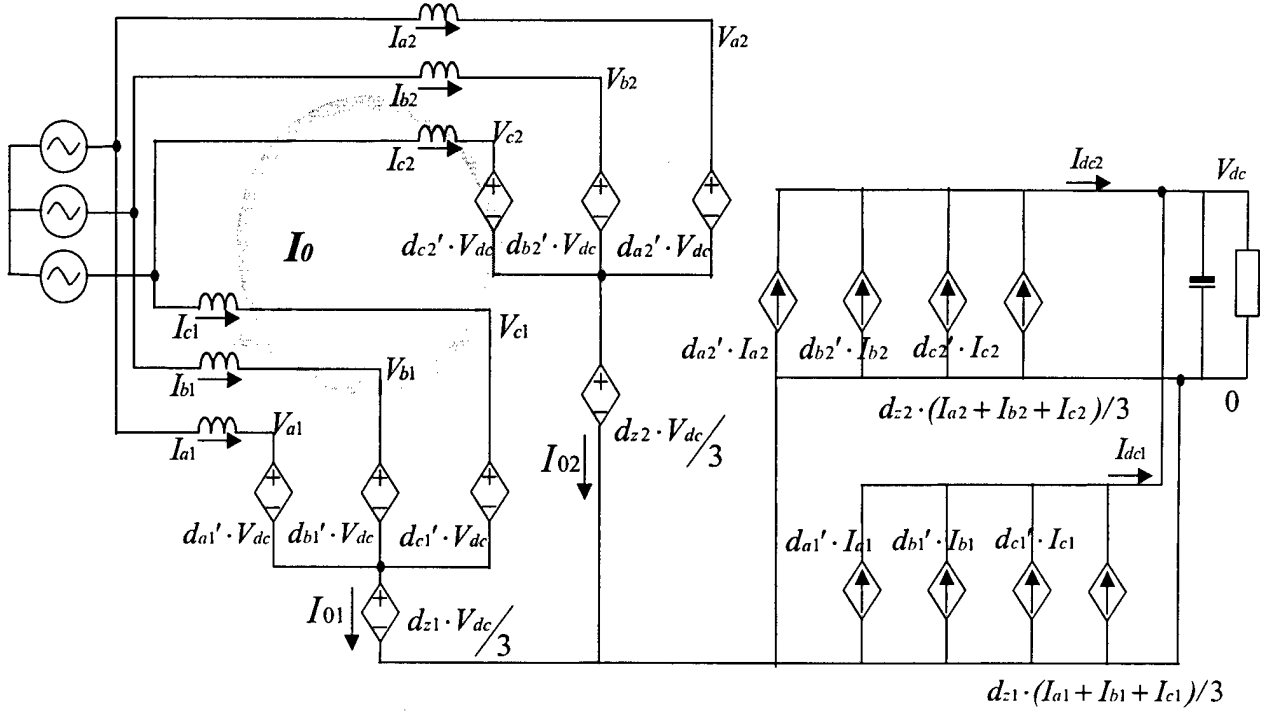 Ia2
Va2
Ib2
Vb2
Ic2
Vc2
Idc2
Vdc
dc2'·Vdc
db2'·Vdc
da2'·Vdc
I0
Ic1
Vc1
da2'·Ia2
db2'·Ib2
dc2'·Ic2
Ib1
Vb1
0
dz2·(Ia2+Ib2+Ic2)/3
Ia1
Va1
dz2·Vdc/3
I02
Idc1
da1'·Vdc
db1'·Vdc
dc1'·Vdc
da1'·Ia1
db1'·Ib1
dc1'·Ic1
I01
dz1·Vdc/3
dz1·(Ia1+Ib1+Ic1)/3